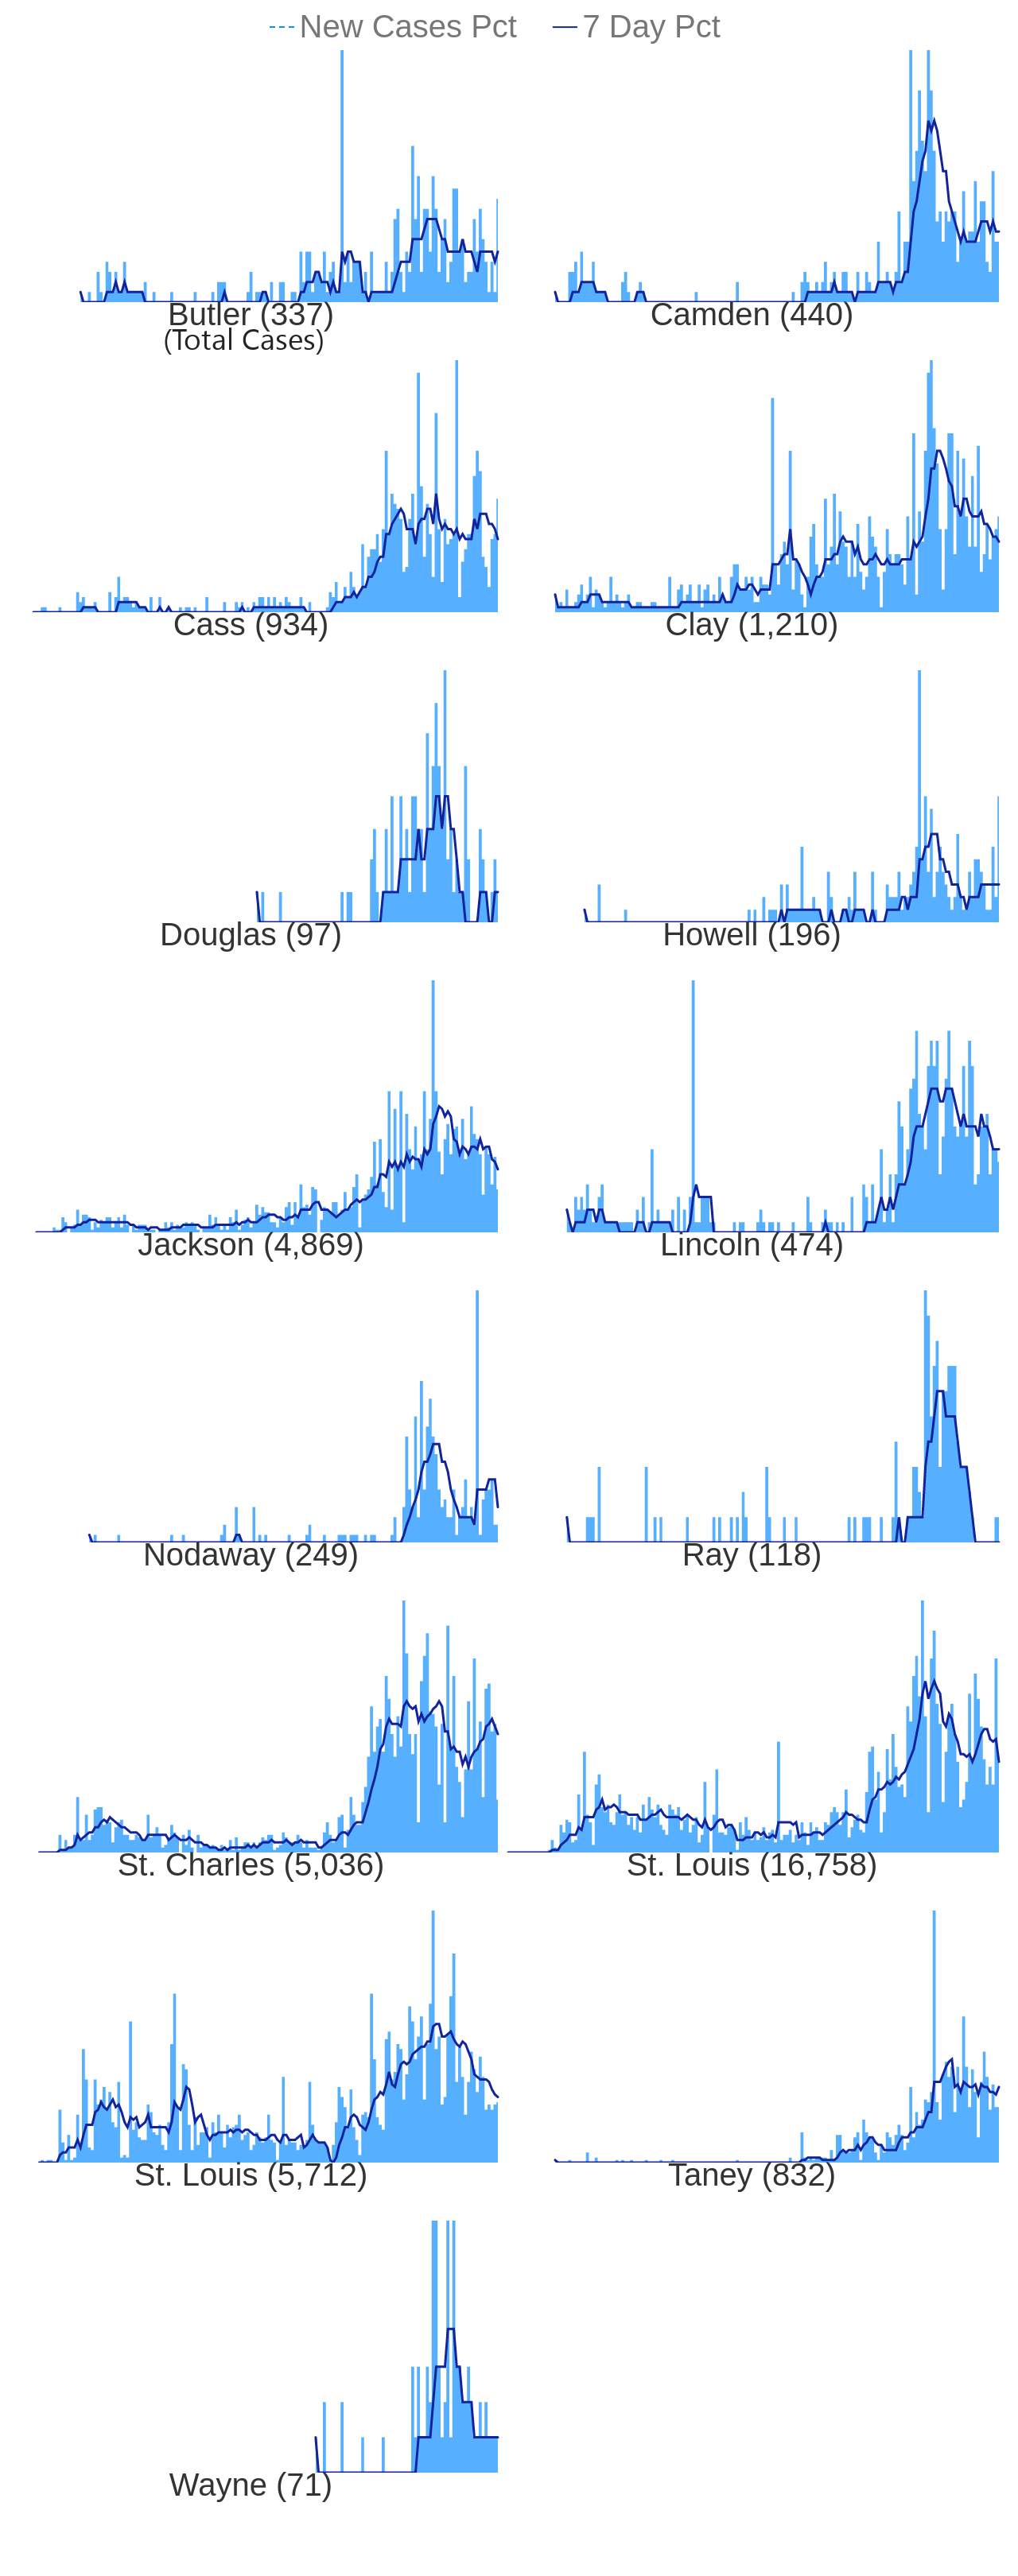 New Cases Pct 7 Day Pct
Butler (337) Camden (440)
(Total Cases)
Cass (934) Clay (1,210)
Douglas (97) Howell (196)
Jackson (4,869) Lincoln (474)
Nodaway (249) Ray (118)
St. Charles (5,036) St. Louis (16,758)
St. Louis (5,712) Taney (832)
Wayne (71)